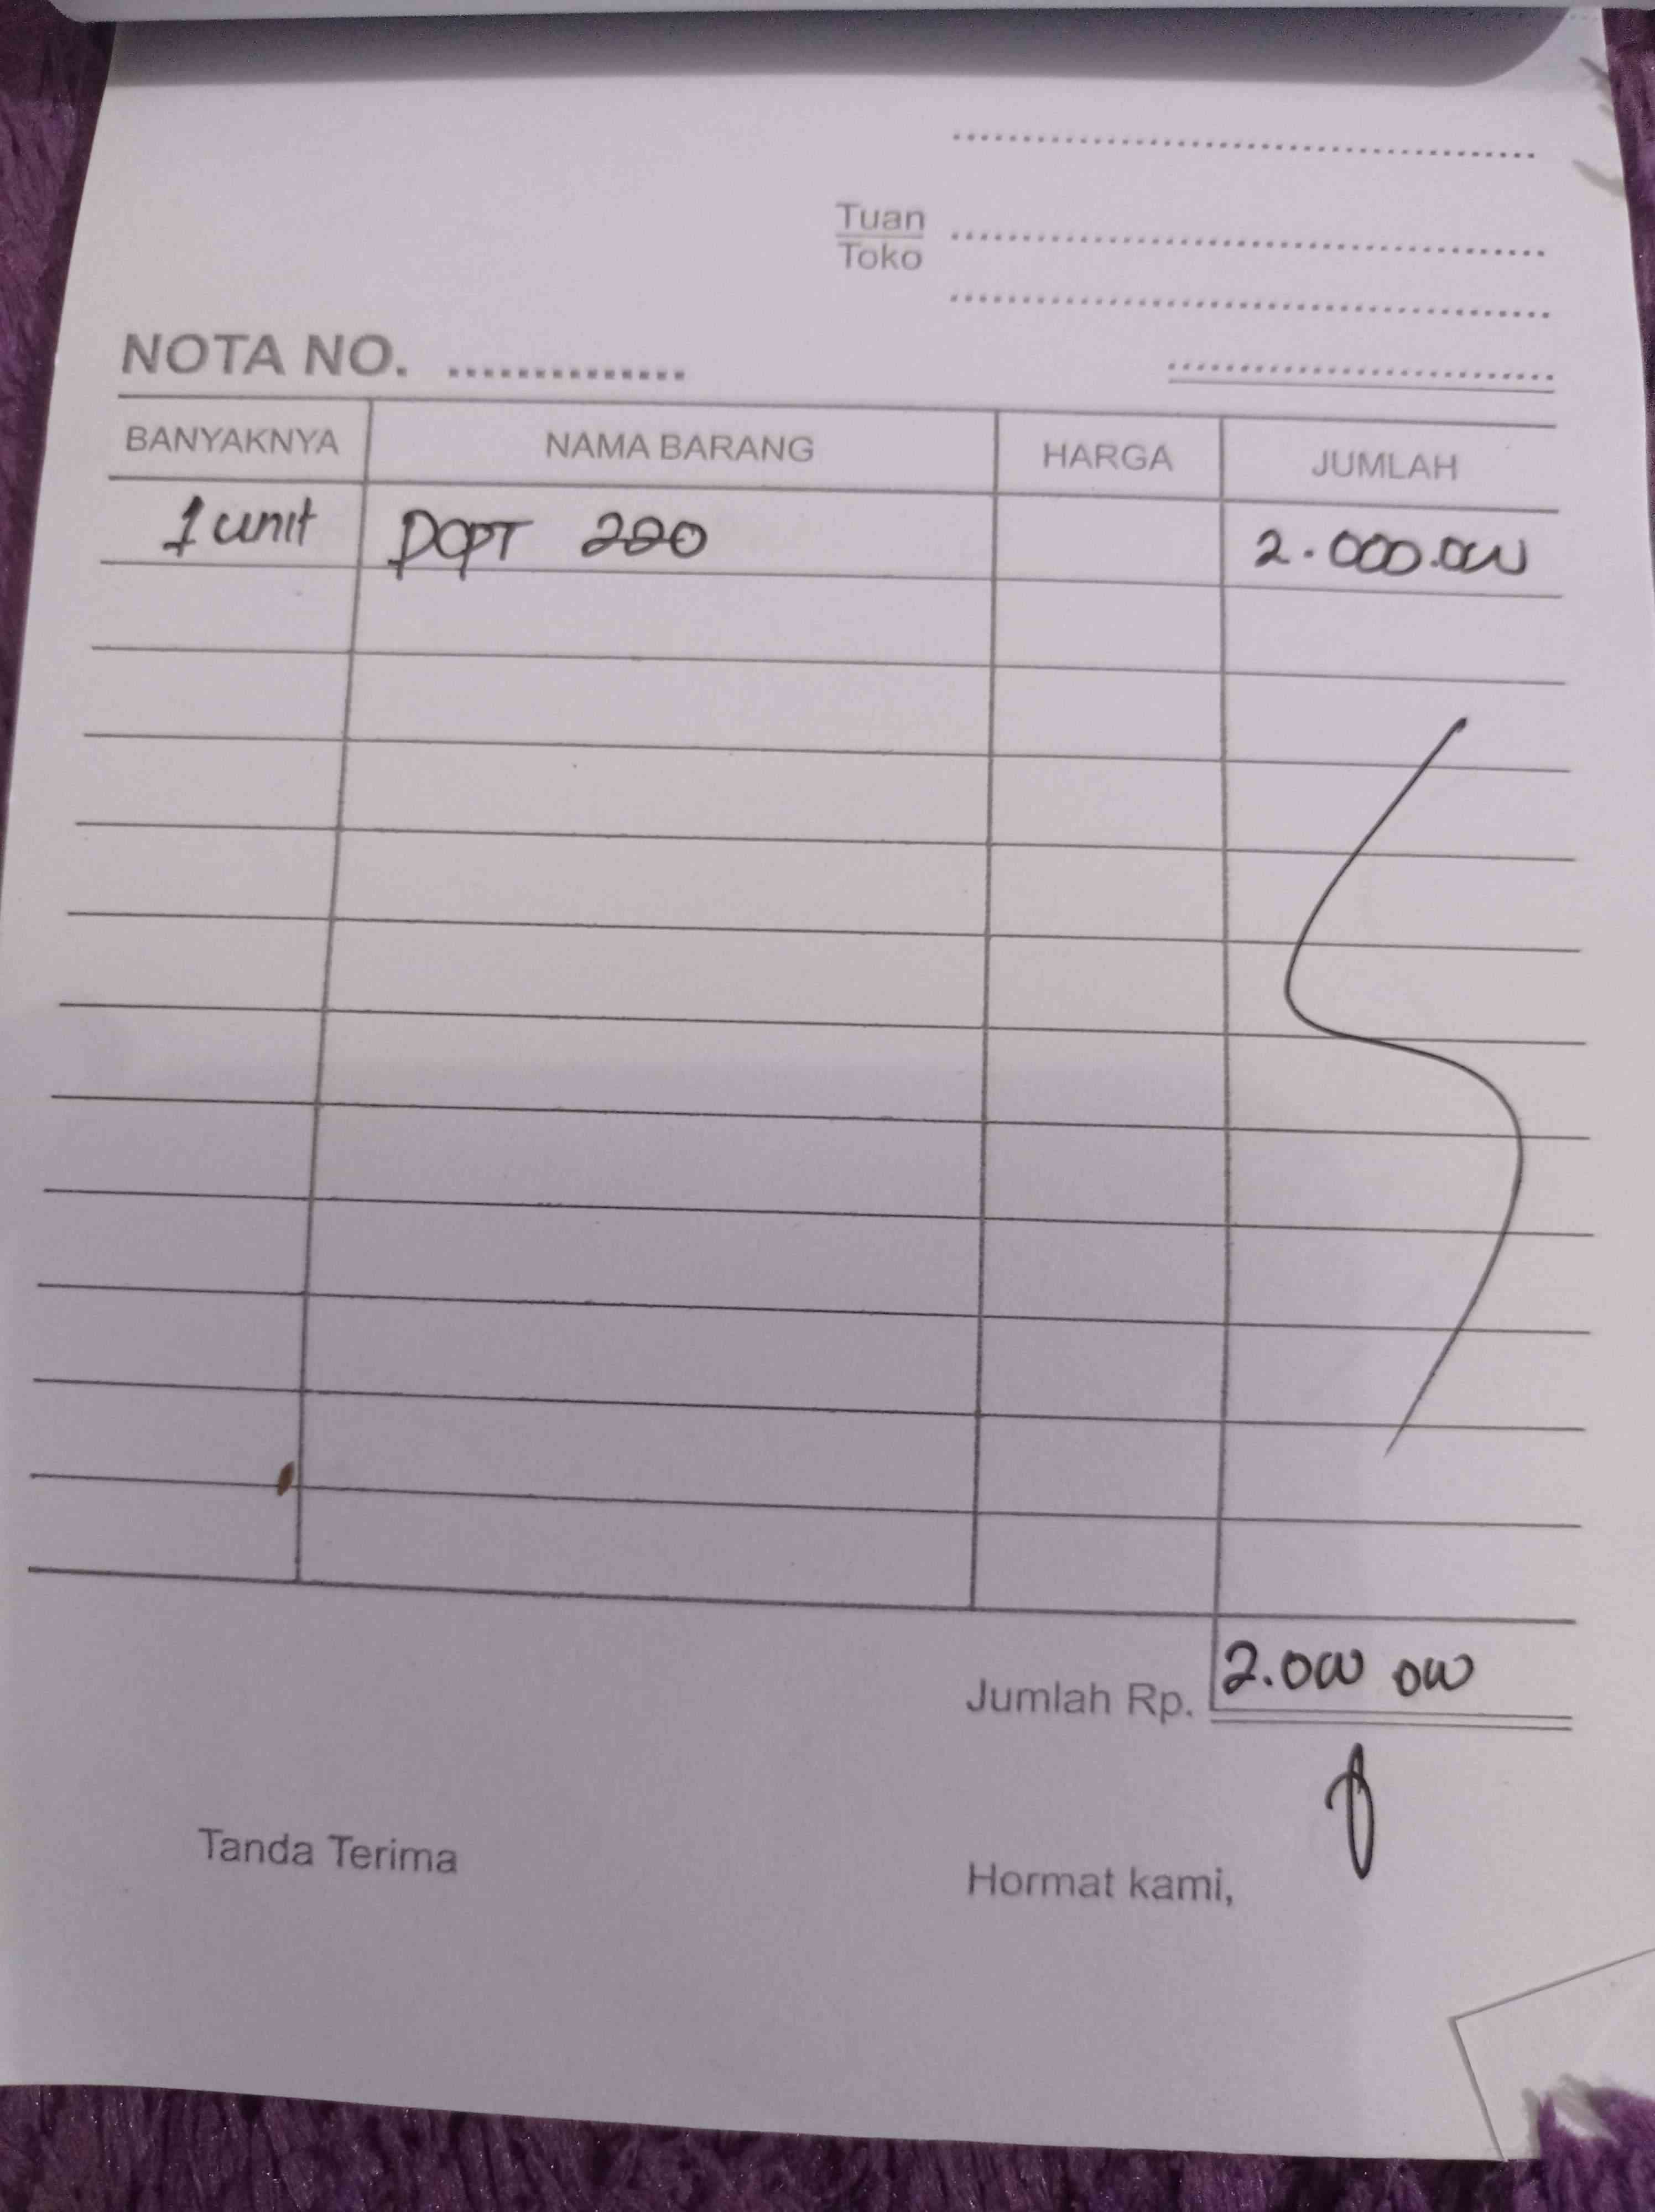 Tuan
Toko
NOTA NO. ..............
BANYAKNYA NAMA BARANG HARGA JUMLAH
1 unit POPT 220 2.000.000
Jumlah Rp. 2.000 000
Tanda Terima Hormat kami,